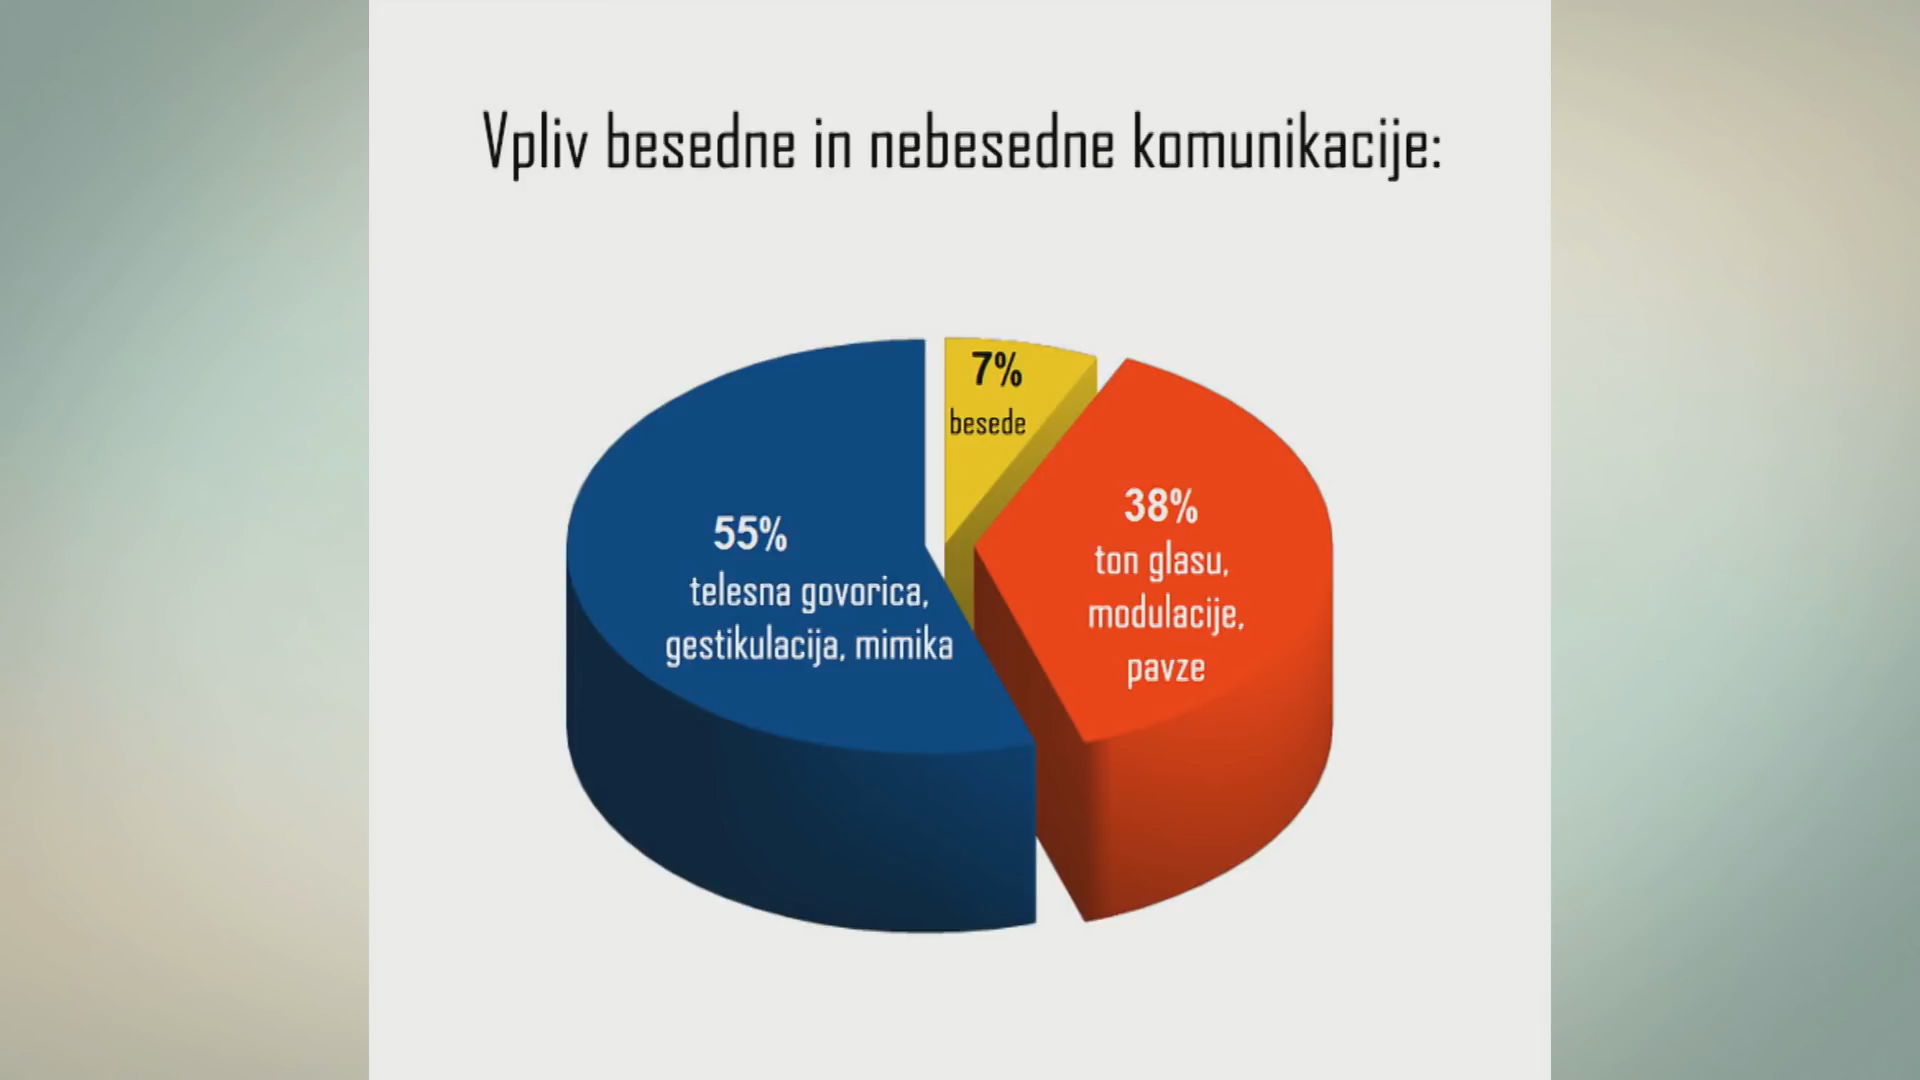 Vpliv besedne in nebesedne komunikacije:
7%
besede
38%
ton glasu,
modulacije,
pavze
55%
telesna govorica,
gestikulacija, mimika